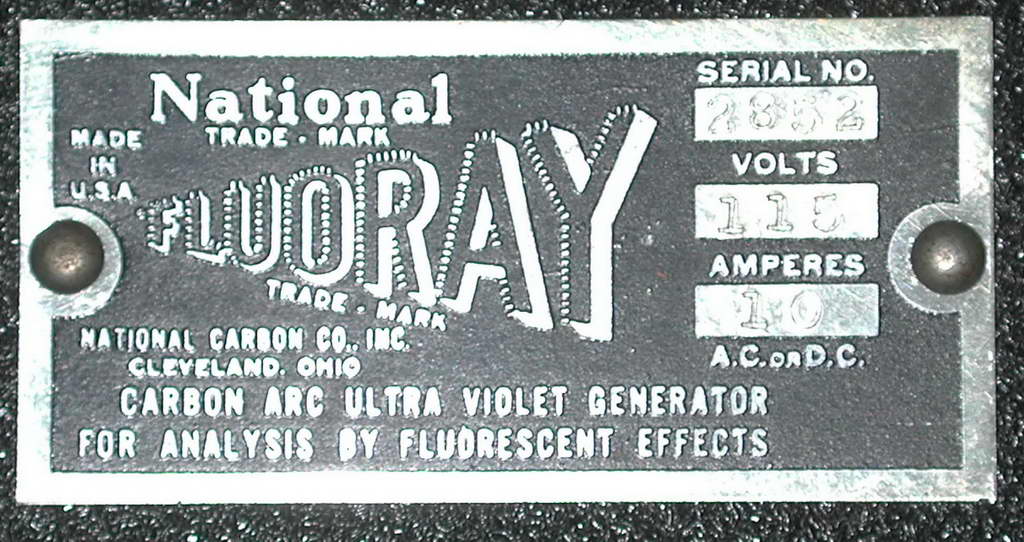 National
TRADE - MARK
MADE
IN
U.S.A
FLUORAY
TRADE - MARK
NATIONAL CARBON CO., INC.
CLEVELAND, OHIO
CARBON ARC ULTRA VIOLET GENERATOR
FOR ANALYSIS BY FLUORESCENT EFFECTS
SERIAL NO.
2852
VOLTS
115
AMPERES
10
A.C. OR D.C.